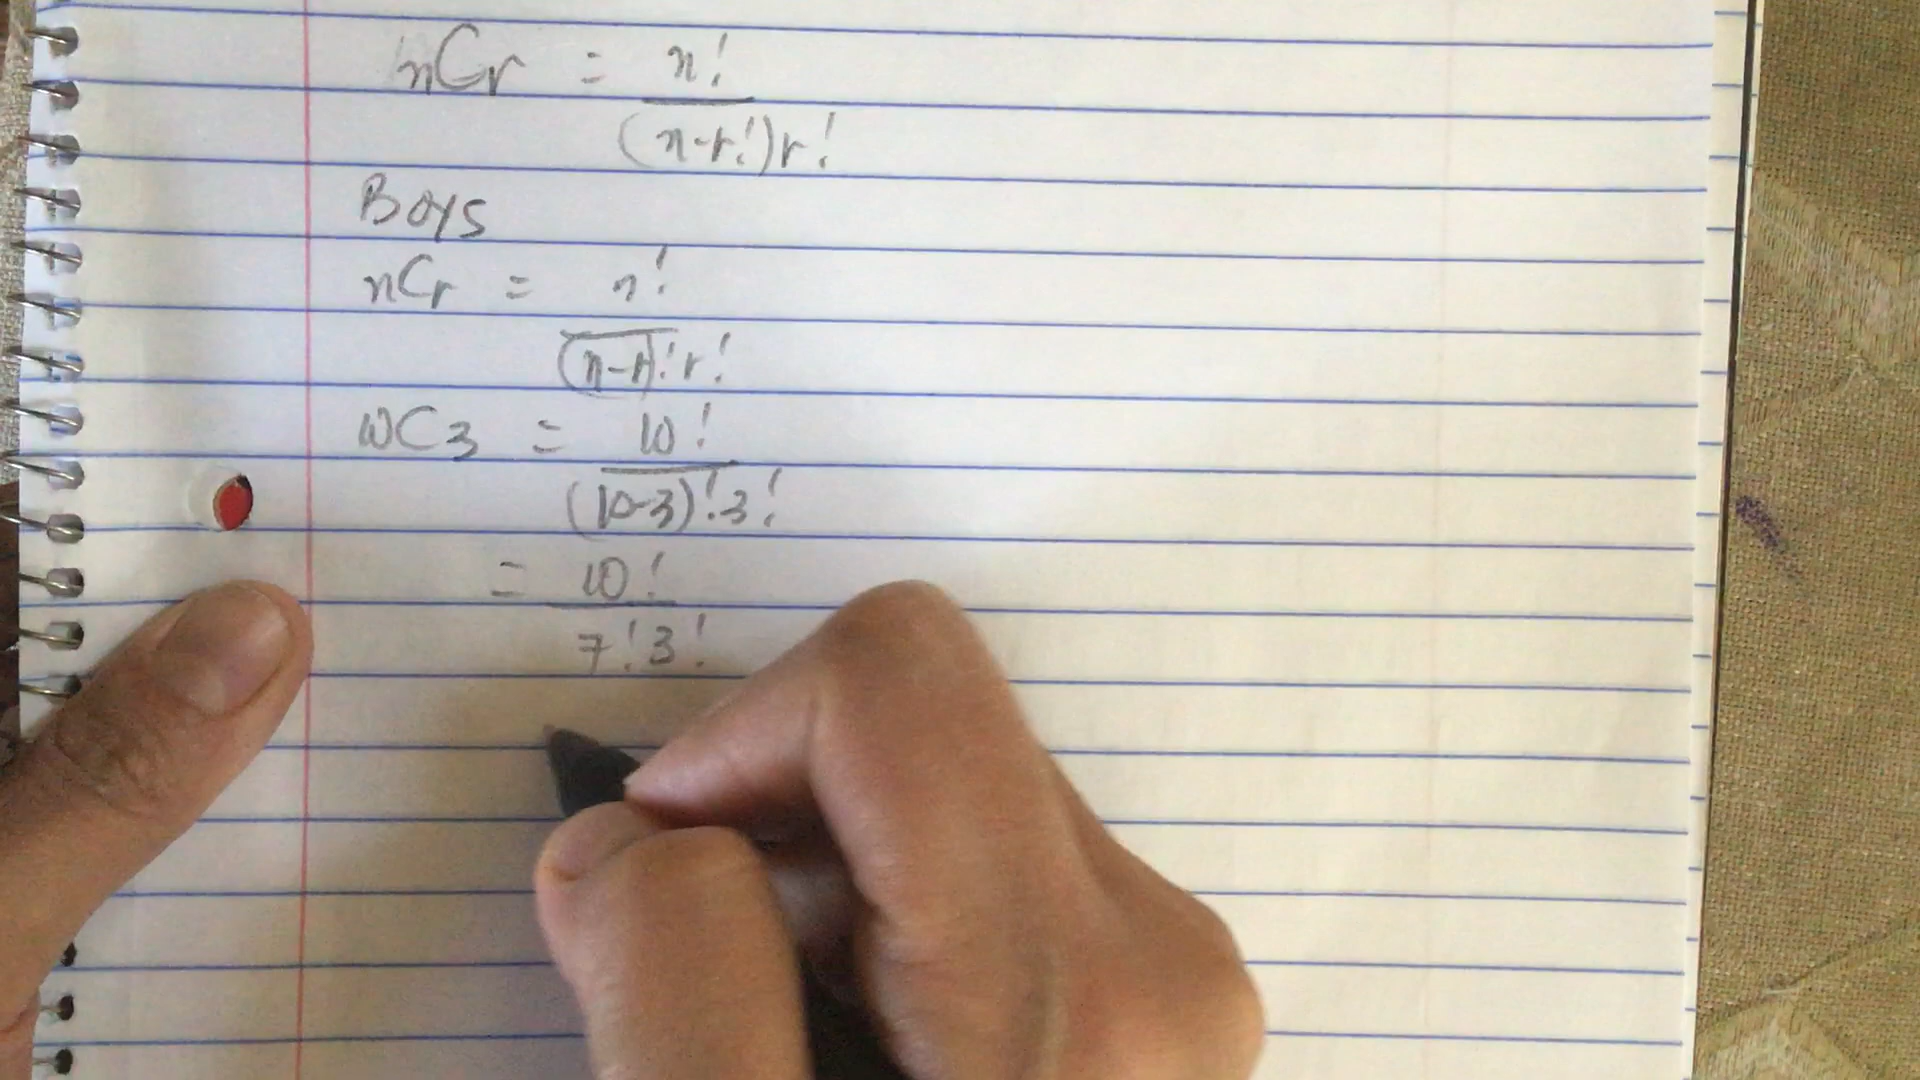 nCr = n!
(n-r!)r!
Boys
nCr = n!
(n-r)!r!
10C3 = 10!
(10-3)!3!
= 10!
7!3!